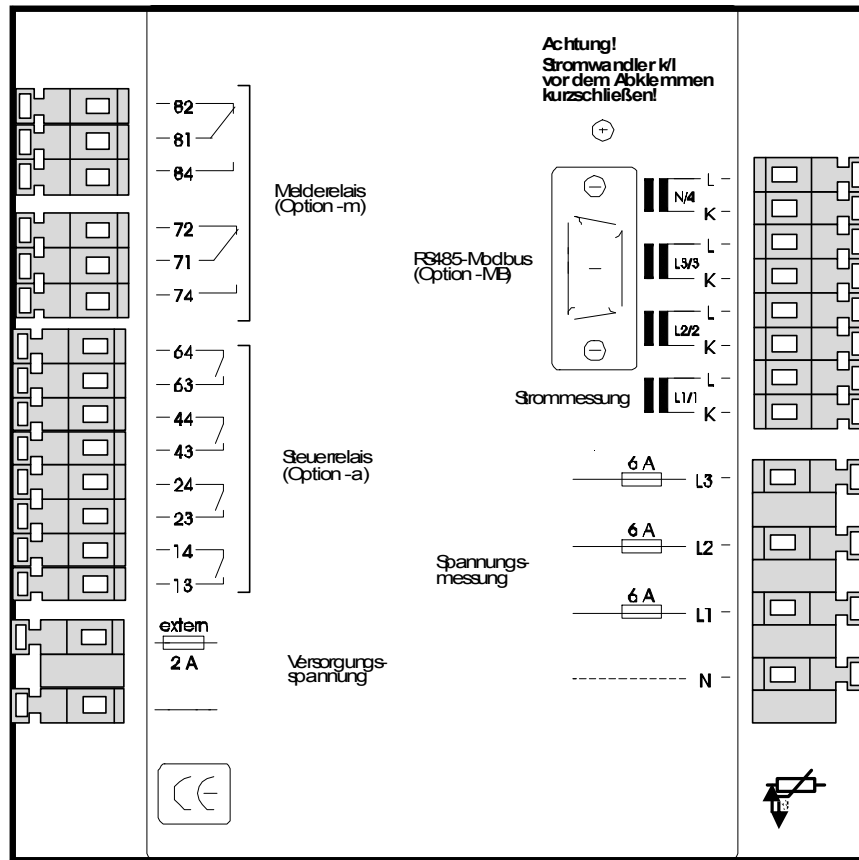 Achtung!
Stromwandler k/l
vor dem Abklemmen
kurzschließen!
82
81
84
Melderelais
(Option -m)
72
71
74
RS485-Modbus
(Option -MB)
L
N/4
K
L
L3/3
K
L
L2/2
K
L
L1/1
K
Strommessung
64
63
44
43
Steuerrelais
(Option -a)
24
23
14
13
6 A
L3
6 A
L2
Spannungs-
messung
6 A
L1
N
extern
2 A
Versorgungs-
spannung
CE